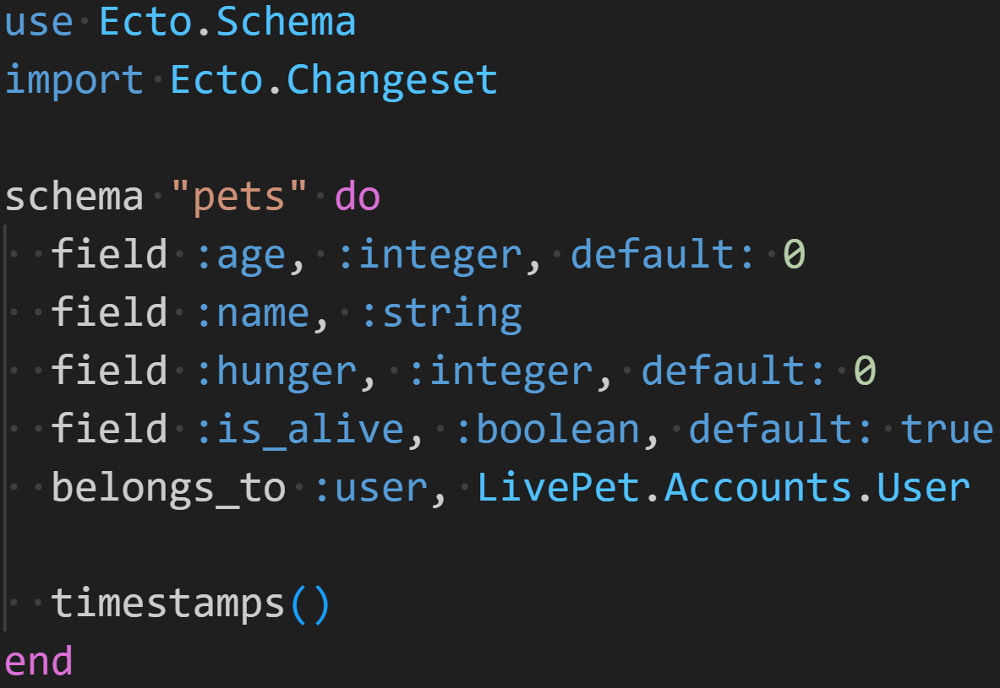 use Ecto.Schema
import Ecto.Changeset

schema "pets" do
  field :age, :integer, default: 0
  field :name, :string
  field :hunger, :integer, default: 0
  field :is_alive, :boolean, default: true
  belongs_to :user, LivePet.Accounts.User

  timestamps()
end